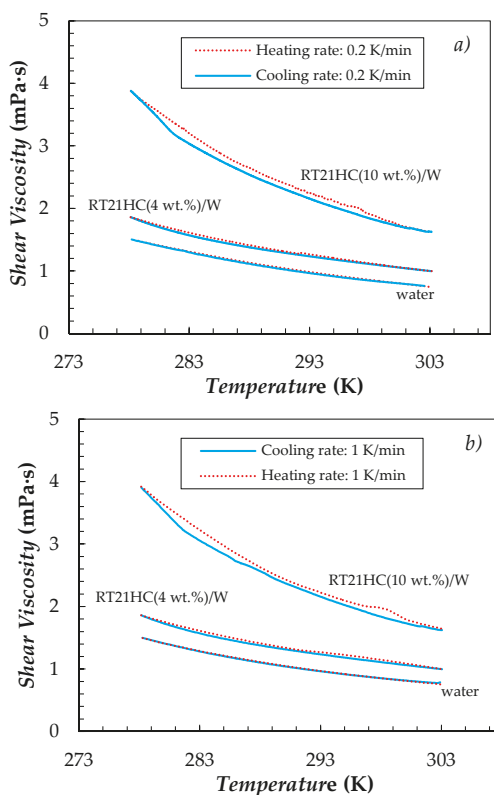 5
a)
Heating rate: 0.2 K/min
Cooling rate: 0.2 K/min
4
3
RT21HC(10 wt.%)/W
RT21HC(4 wt.%)/W
2
1
water
0
273 283 293 303
Temperature (K)
Shear Viscosity (mPa·s)
5
b)
Cooling rate: 1 K/min
Heating rate: 1 K/min
4
3
RT21HC(10 wt.%)/W
RT21HC(4 wt.%)/W
2
1
water
0
273 283 293 303
Temperature (K)
Shear Viscosity (mPa·s)